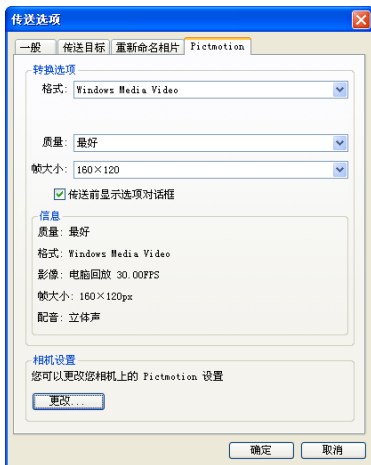 传送选项
一般 传送目标 重新命名相片 Pictmotion
转换选项
格式: Windows Media Video
质量: 最好
帧大小: 160×120
传送前显示选项对话框
信息
质量: 最好
格式: Windows Media Video
影像: 电脑回放 30.00FPS
帧大小: 160×120px
配音: 立体声
相机设置
您可以更改您相机上的 Pictmotion 设置
更改...
确定 取消